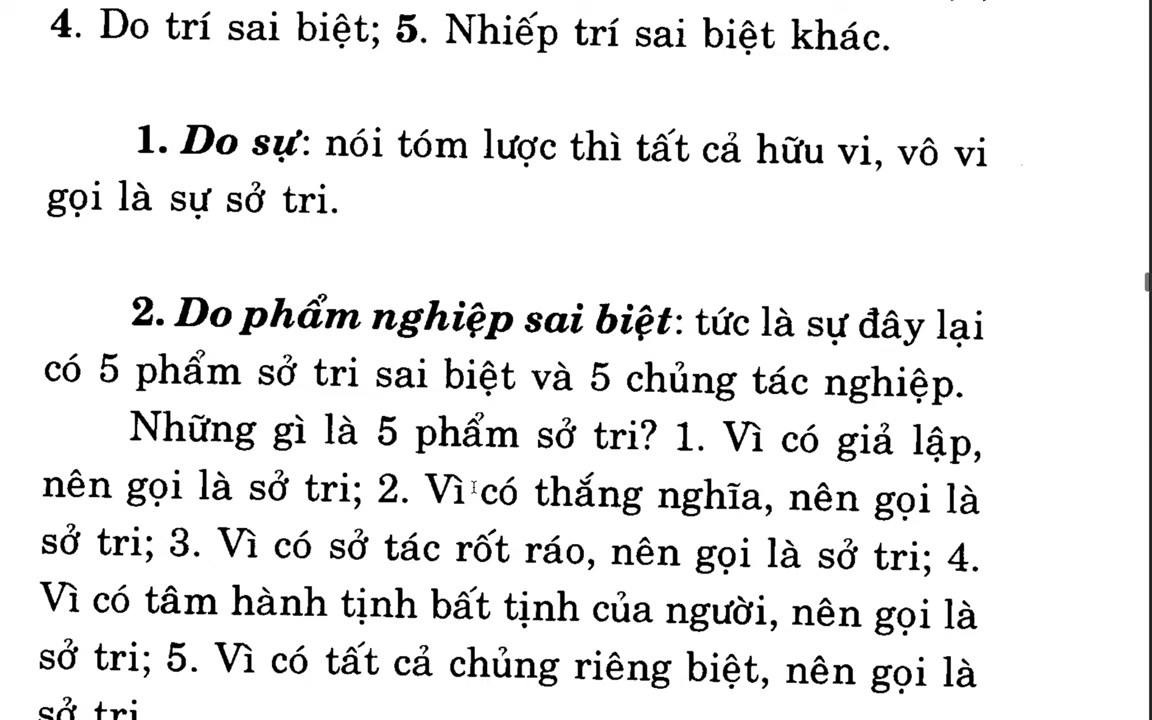 4. Do trí sai biệt; 5. Nhiếp trí sai biệt khác.
1. Do sự: nói tóm lược thì tất cả hữu vi, vô vi
gọi là sự sở tri.
2. Do phẩm nghiệp sai biệt: tức là sự đây lại
có 5 phẩm sở tri sai biệt và 5 chủng tác nghiệp.
Những gì là 5 phẩm sở tri? 1. Vì có giả lập,
nên gọi là sở tri; 2. Vì có thắng nghĩa, nên gọi là
sở tri; 3. Vì có sở tác rốt ráo, nên gọi là sở tri; 4.
Vì có tâm hành tịnh bất tịnh của người, nên gọi là
sở tri; 5. Vì có tất cả chủng riêng biệt, nên gọi là
sở tri